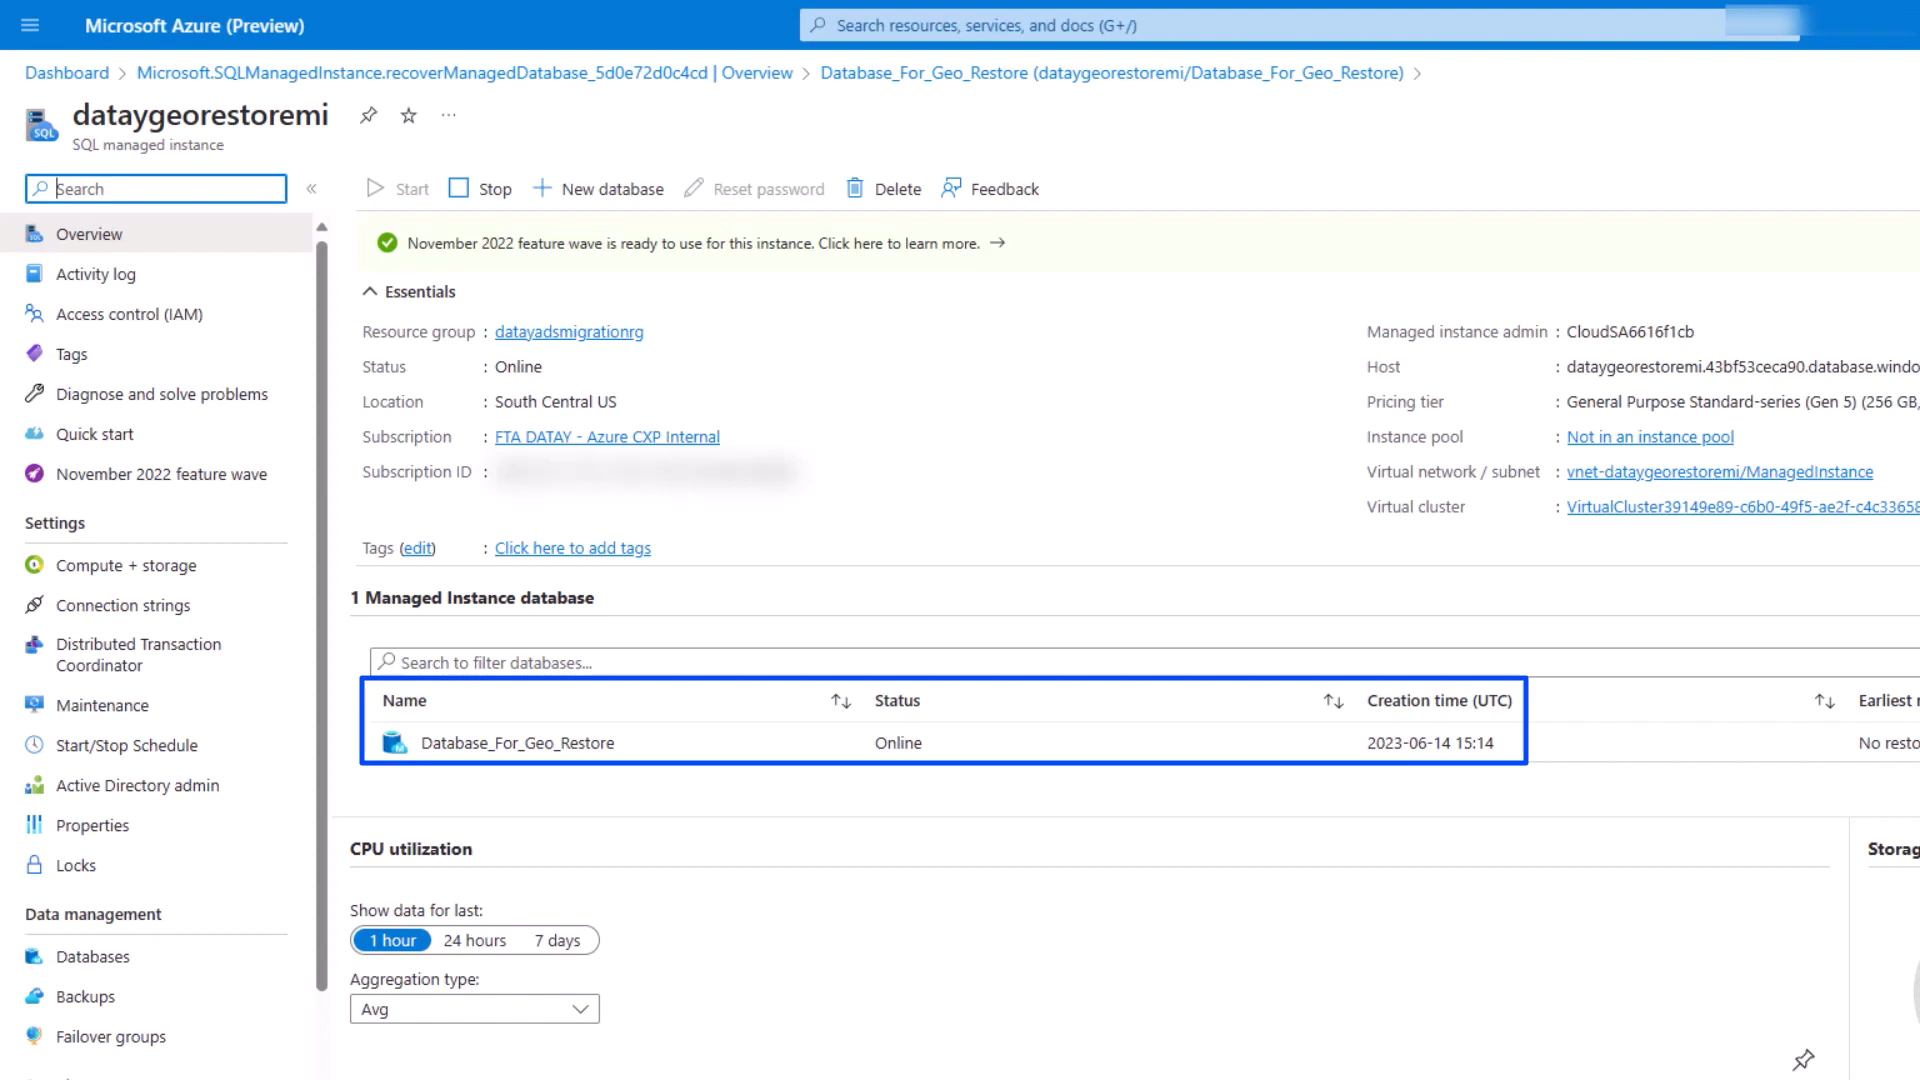 Microsoft Azure (Preview)
Search resources, services, and docs (G+/)
Dashboard > Microsoft.SQLManagedInstance.recoverManagedDatabase_5d0e72d0c4cd | Overview > Database_For_Geo_Restore (dataygeorestoremi/Database_For_Geo_Restore) >
dataygeorestoremi
SQL managed instance
SQL
Search
Start
Stop
New database
Reset password
Delete
Feedback
Overview
Activity log
Access control (IAM)
Tags
Diagnose and solve problems
Quick start
November 2022 feature wave
Settings
Compute + storage
Connection strings
Distributed Transaction
Coordinator
Maintenance
Start/Stop Schedule
Active Directory admin
Properties
Locks
Data management
Databases
Backups
Failover groups
November 2022 feature wave is ready to use for this instance. Click here to learn more. →
Essentials
Resource group : datayadsmigrationrg
Status : Online
Location : South Central US
Subscription : FTA DATAY - Azure CXP Internal
Subscription ID :
Tags (edit) : Click here to add tags
Managed instance admin : CloudSA6616f1cb
Host : dataygeorestoremi.43bf53ceca90.database.windo
Pricing tier : General Purpose Standard-series (Gen 5) (256 GB,
Instance pool : Not in an instance pool
Virtual network / subnet : vnet-dataygeorestoremi/ManagedInstance
Virtual cluster : VirtualCluster39149e89-c6b0-49f5-ae2f-c4c33658
1 Managed Instance database
Search to filter databases...
Name Status Creation time (UTC) Earliest
Database_For_Geo_Restore Online 2023-06-14 15:14 No resto
CPU utilization
Storag
Show data for last:
1 hour 24 hours 7 days
Aggregation type:
Avg